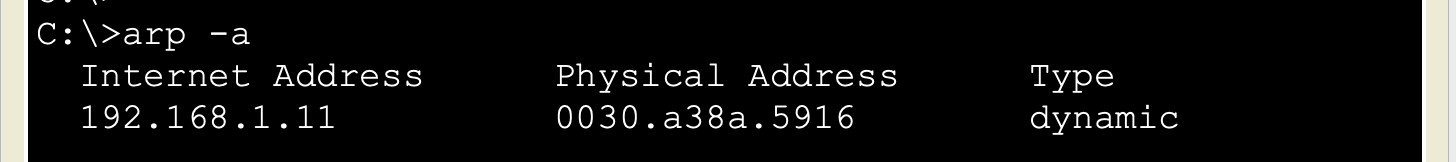 C:\>arp -a
Internet Address Physical Address Type
192.168.1.11 0030.a38a.5916 dynamic